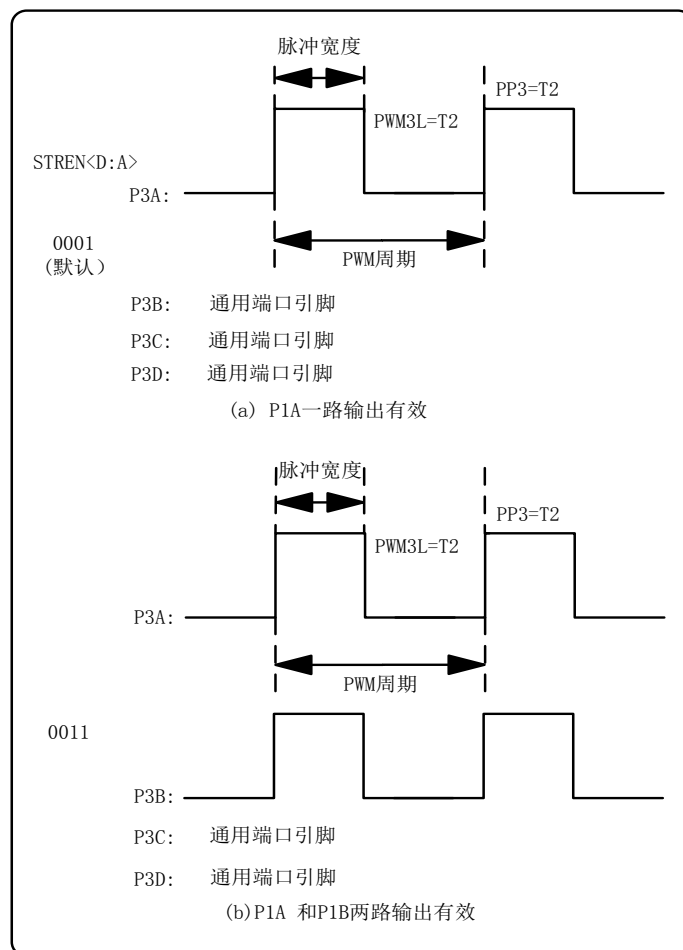 脉冲宽度
PP3=T2
PWM3L=T2
STREN<D:A>
P3A:
0001
(默认）
PWM周期
P3B: 通用端口引脚
P3C: 通用端口引脚
P3D: 通用端口引脚
(a) P1A一路输出有效
脉冲宽度
PP3=T2
PWM3L=T2
P3A:
PWM周期
0011
P3B:
P3C: 通用端口引脚
P3D: 通用端口引脚
(b)P1A 和P1B两路输出有效